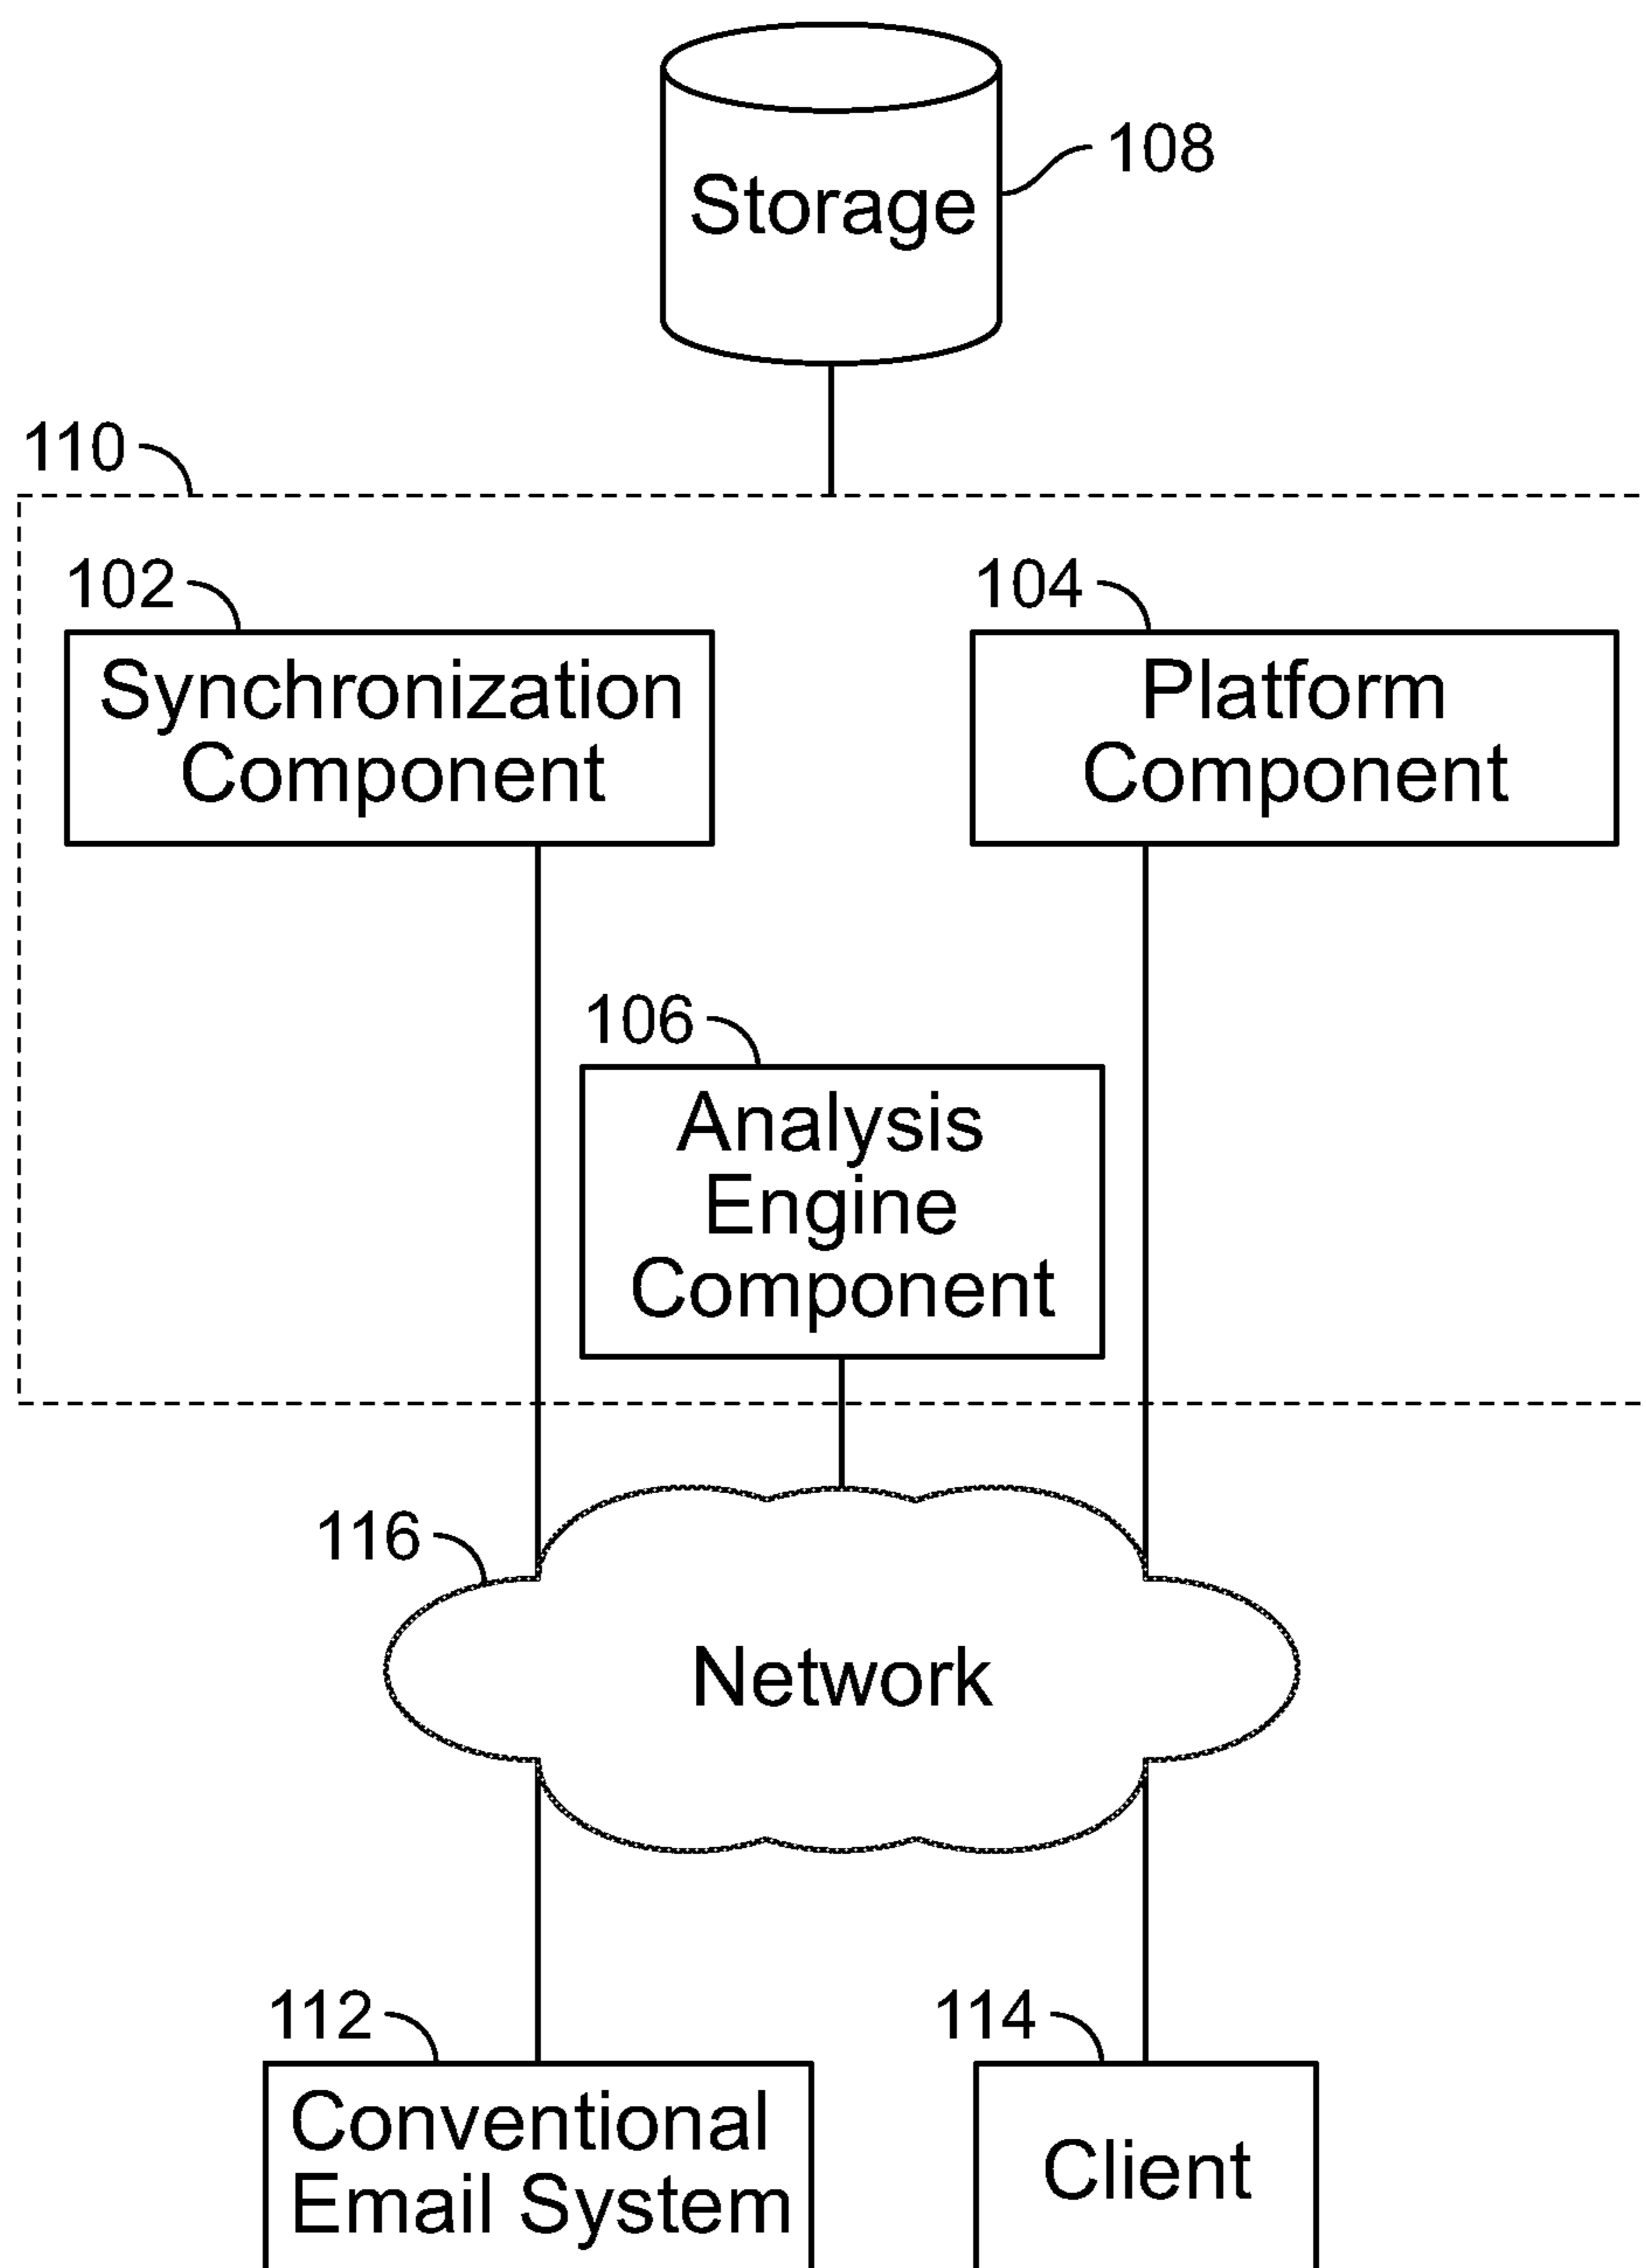 108
Storage
110
102
104
Synchronization
Component
Platform
Component
106
Analysis
Engine
Component
116
Network
112
114
Conventional
Email System
Client